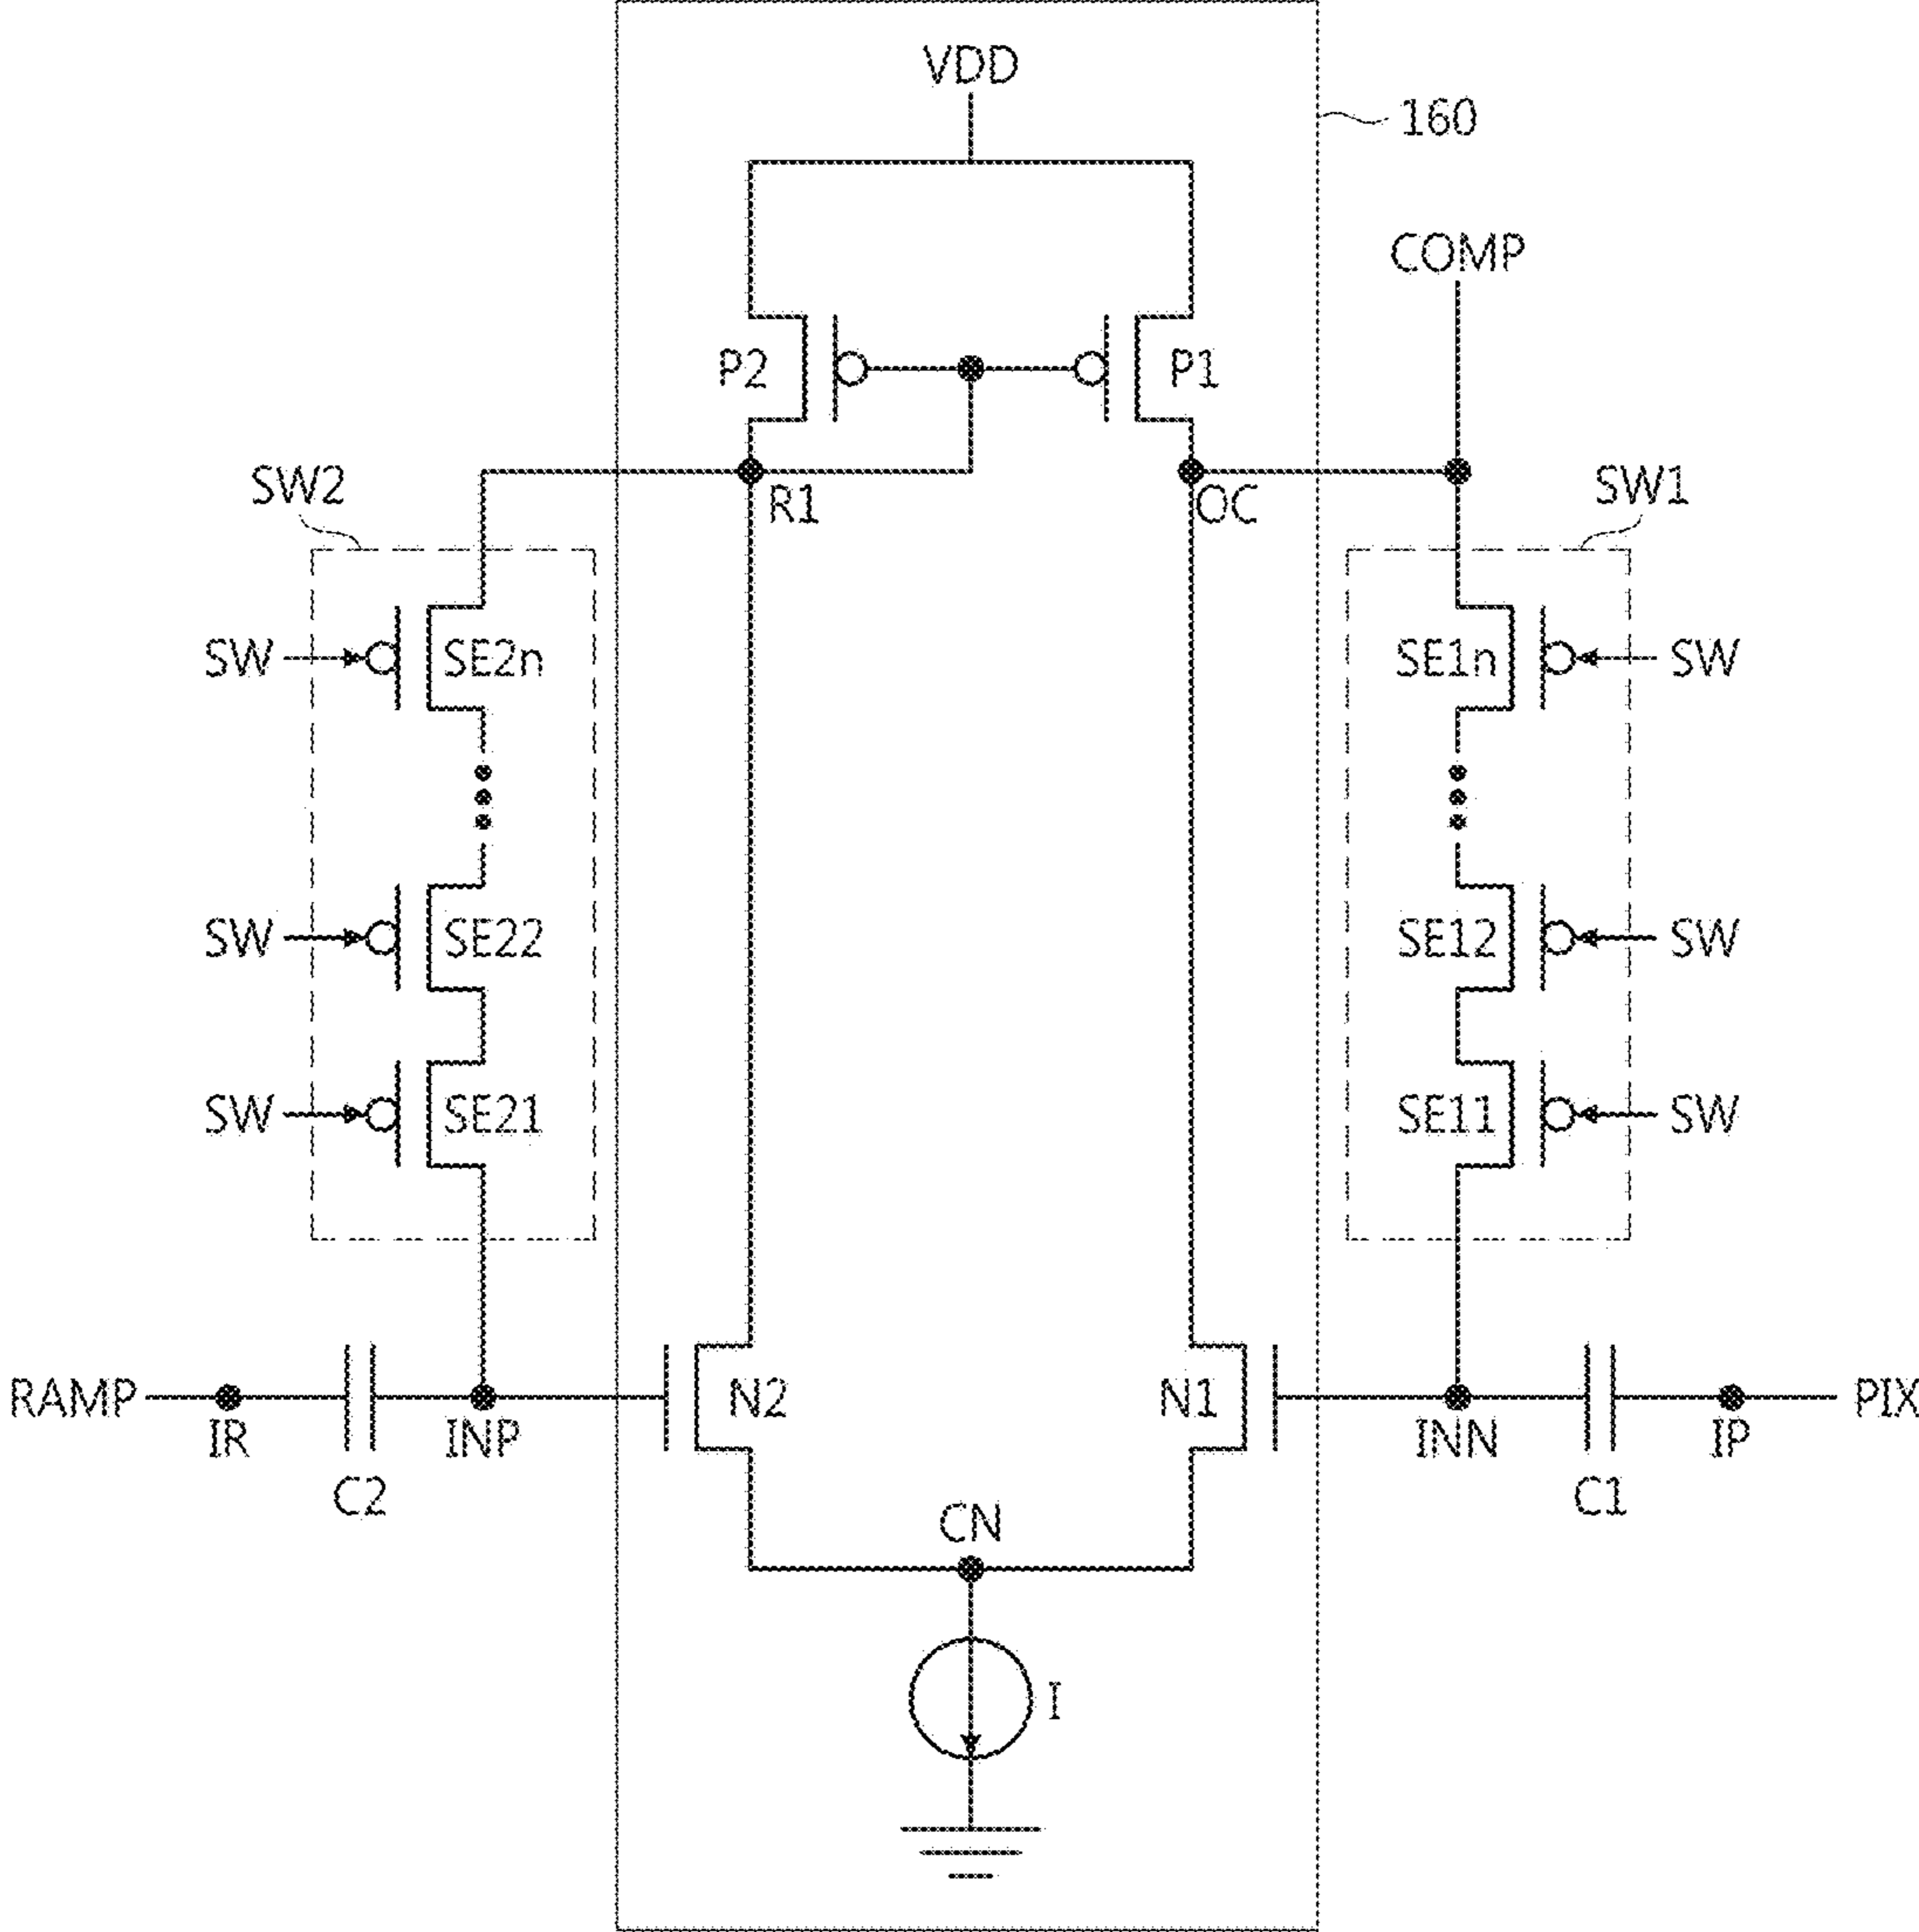 VDD
160
COMP
P2
P1
SW2
R1
OC
SW1
SW
SE2n
SE1n
SW
SW
SE22
SE12
SW
SW
SE21
SE11
SW
RAMP
IR
C2
INP
N2
N1
INN
C1
IP
PIX
CN
I